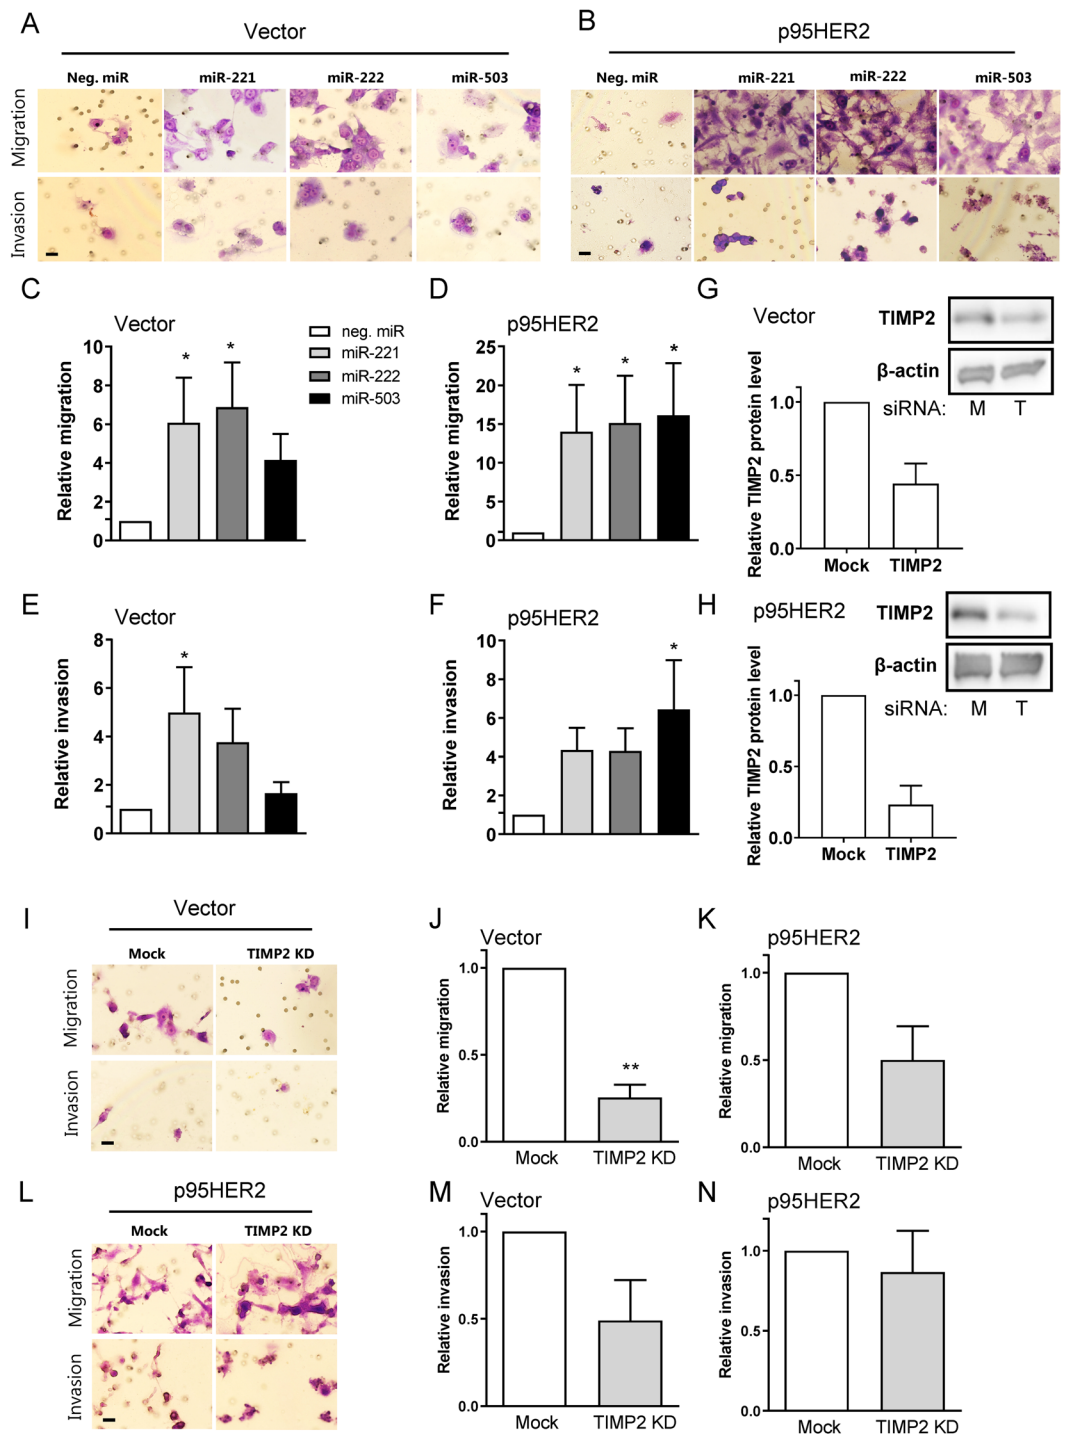 A
Vector
Neg. miR
miR-221
miR-222
miR-503
Migration
Invasion
B
p95HER2
Neg. miR
miR-221
miR-222
miR-503
C
Vector
Relative migration
10
8
6
4
2
0
*
*
neg. miR
miR-221
miR-222
miR-503
D
p95HER2
Relative migration
25
20
15
10
5
0
*
*
*
G
Vector
TIMP2
β-actin
siRNA: M T
Relative TIMP2 protein level
1.0
0.5
0.0
Mock
TIMP2
E
Vector
Relative invasion
8
6
4
2
0
*
F
p95HER2
Relative invasion
10
8
6
4
2
0
*
H
p95HER2
TIMP2
β-actin
siRNA: M T
Relative TIMP2 protein level
1.0
0.5
0.0
Mock
TIMP2
I
Vector
Mock
TIMP2 KD
Migration
Invasion
J
Vector
Relative migration
1.0
0.5
0.0
**
Mock
TIMP2 KD
K
p95HER2
Relative migration
1.0
0.5
0.0
Mock
TIMP2 KD
L
p95HER2
Mock
TIMP2 KD
Migration
Invasion
M
Vector
Relative invasion
1.0
0.5
0.0
Mock
TIMP2 KD
N
p95HER2
Relative invasion
1.0
0.5
0.0
Mock
TIMP2 KD